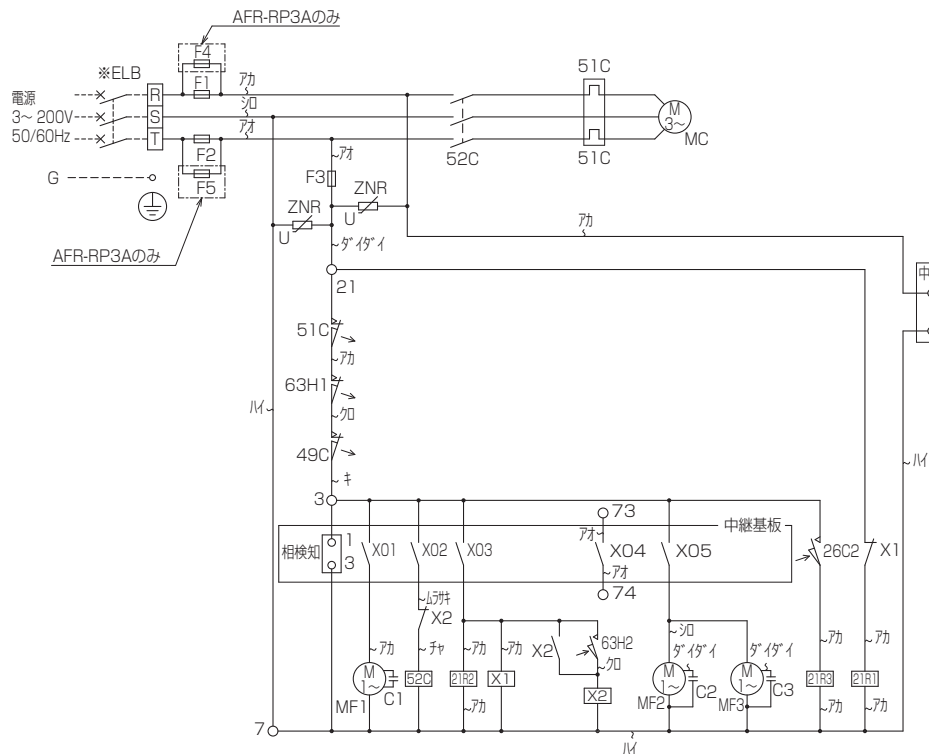 AFR-RP3Aのみ
F4
※ELB
F1
アカ
51C
電源
R
シロ
3~ 200V
S
アオ
M
3~
50/60Hz
T
MC
F2
アオ
52C
51C
G
F5
F3
ZNR
ZNR
U
U
アカ
AFR-RP3Aのみ
ダイダイ
中
21
51C
アカ
63H1
ハイ
クロ
49C
キ
ハイ
3
73
中継基板
アオ
相検知
1
3
X01
X02
X03
X04
X05
26C2
X1
アオ
74
ムラサキ
X2
シロ
アカ
チャ
アカ
アカ
X2
63H2
クロ
ダイダイ
ダイダイ
アカ
アカ
M
1~
C1
52C
21R2
X1
X2
M
1~
C2
M
1~
C3
21R3
21R1
MF1
MF2
MF3
アカ
アカ
アカ
7
ハイ